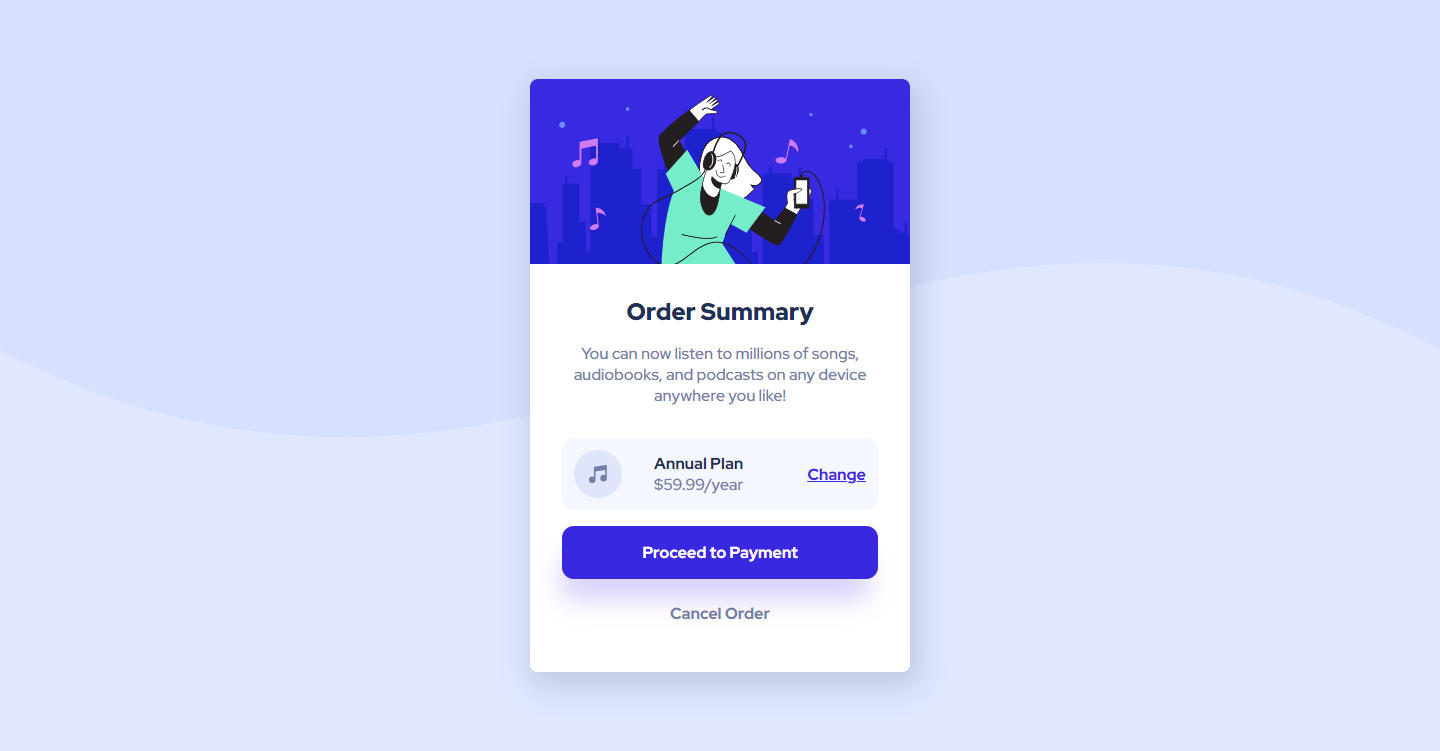 Order Summary
You can now listen to millions of songs,
audiobooks, and podcasts on any device
anywhere you like!
Annual Plan
$59.99/year
Change
Proceed to Payment
Cancel Order